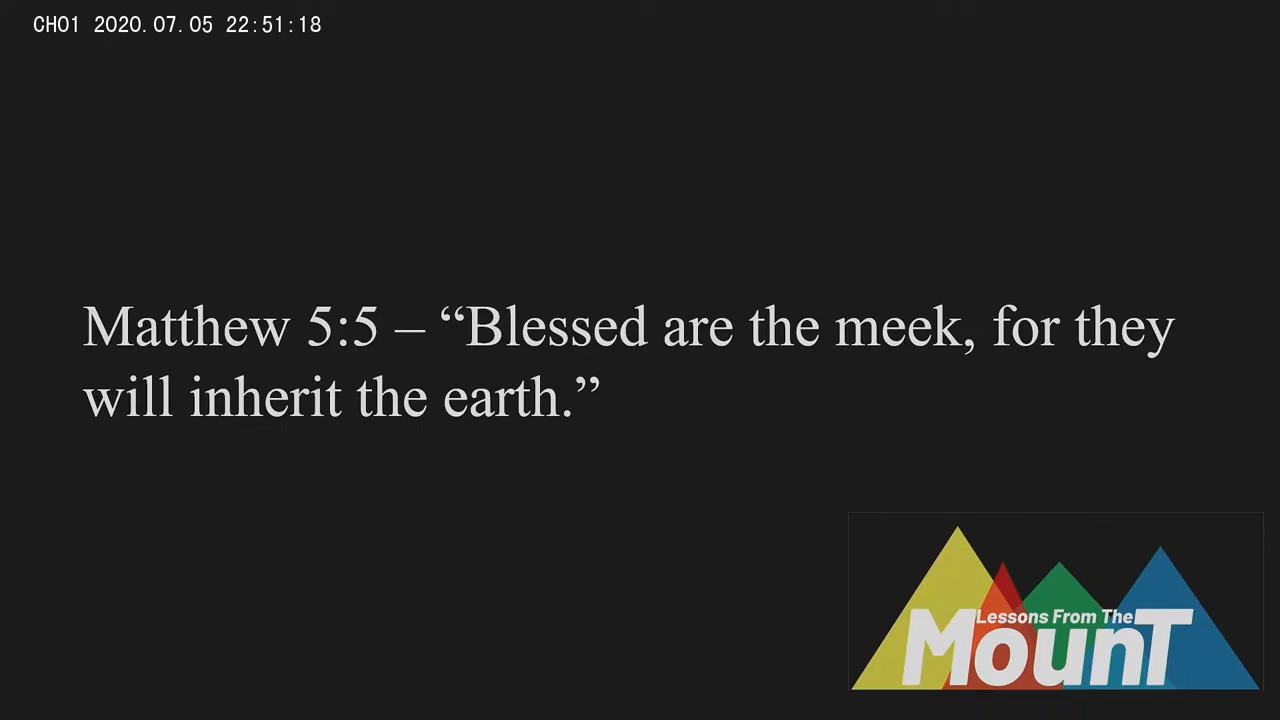 CH01 2020.07.05 22:51:18
Matthew 5:5 – “Blessed are the meek, for they
will inherit the earth.”
Lessons From The
MounT